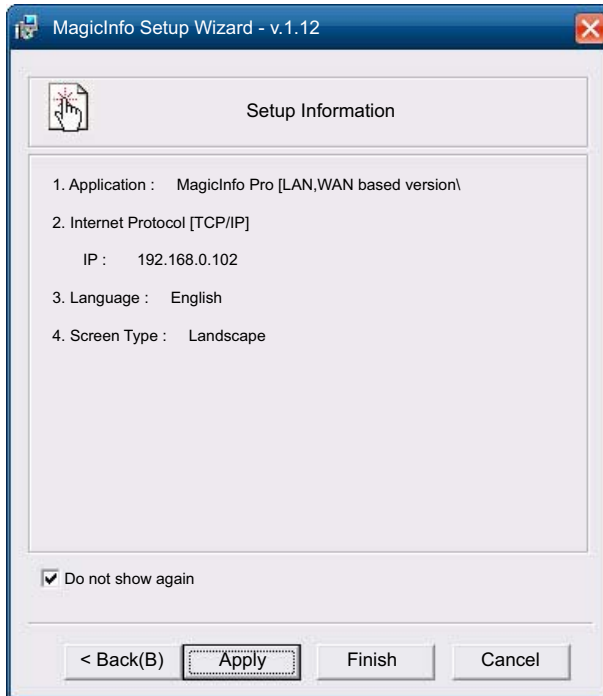 MagicInfo Setup Wizard - v.1.12
Setup Information
1. Application : MagicInfo Pro [LAN,WAN based version\
2. Internet Protocol [TCP/IP]
IP : 192.168.0.102
3. Language : English
4. Screen Type : Landscape
Do not show again
< Back(B) Apply Finish Cancel